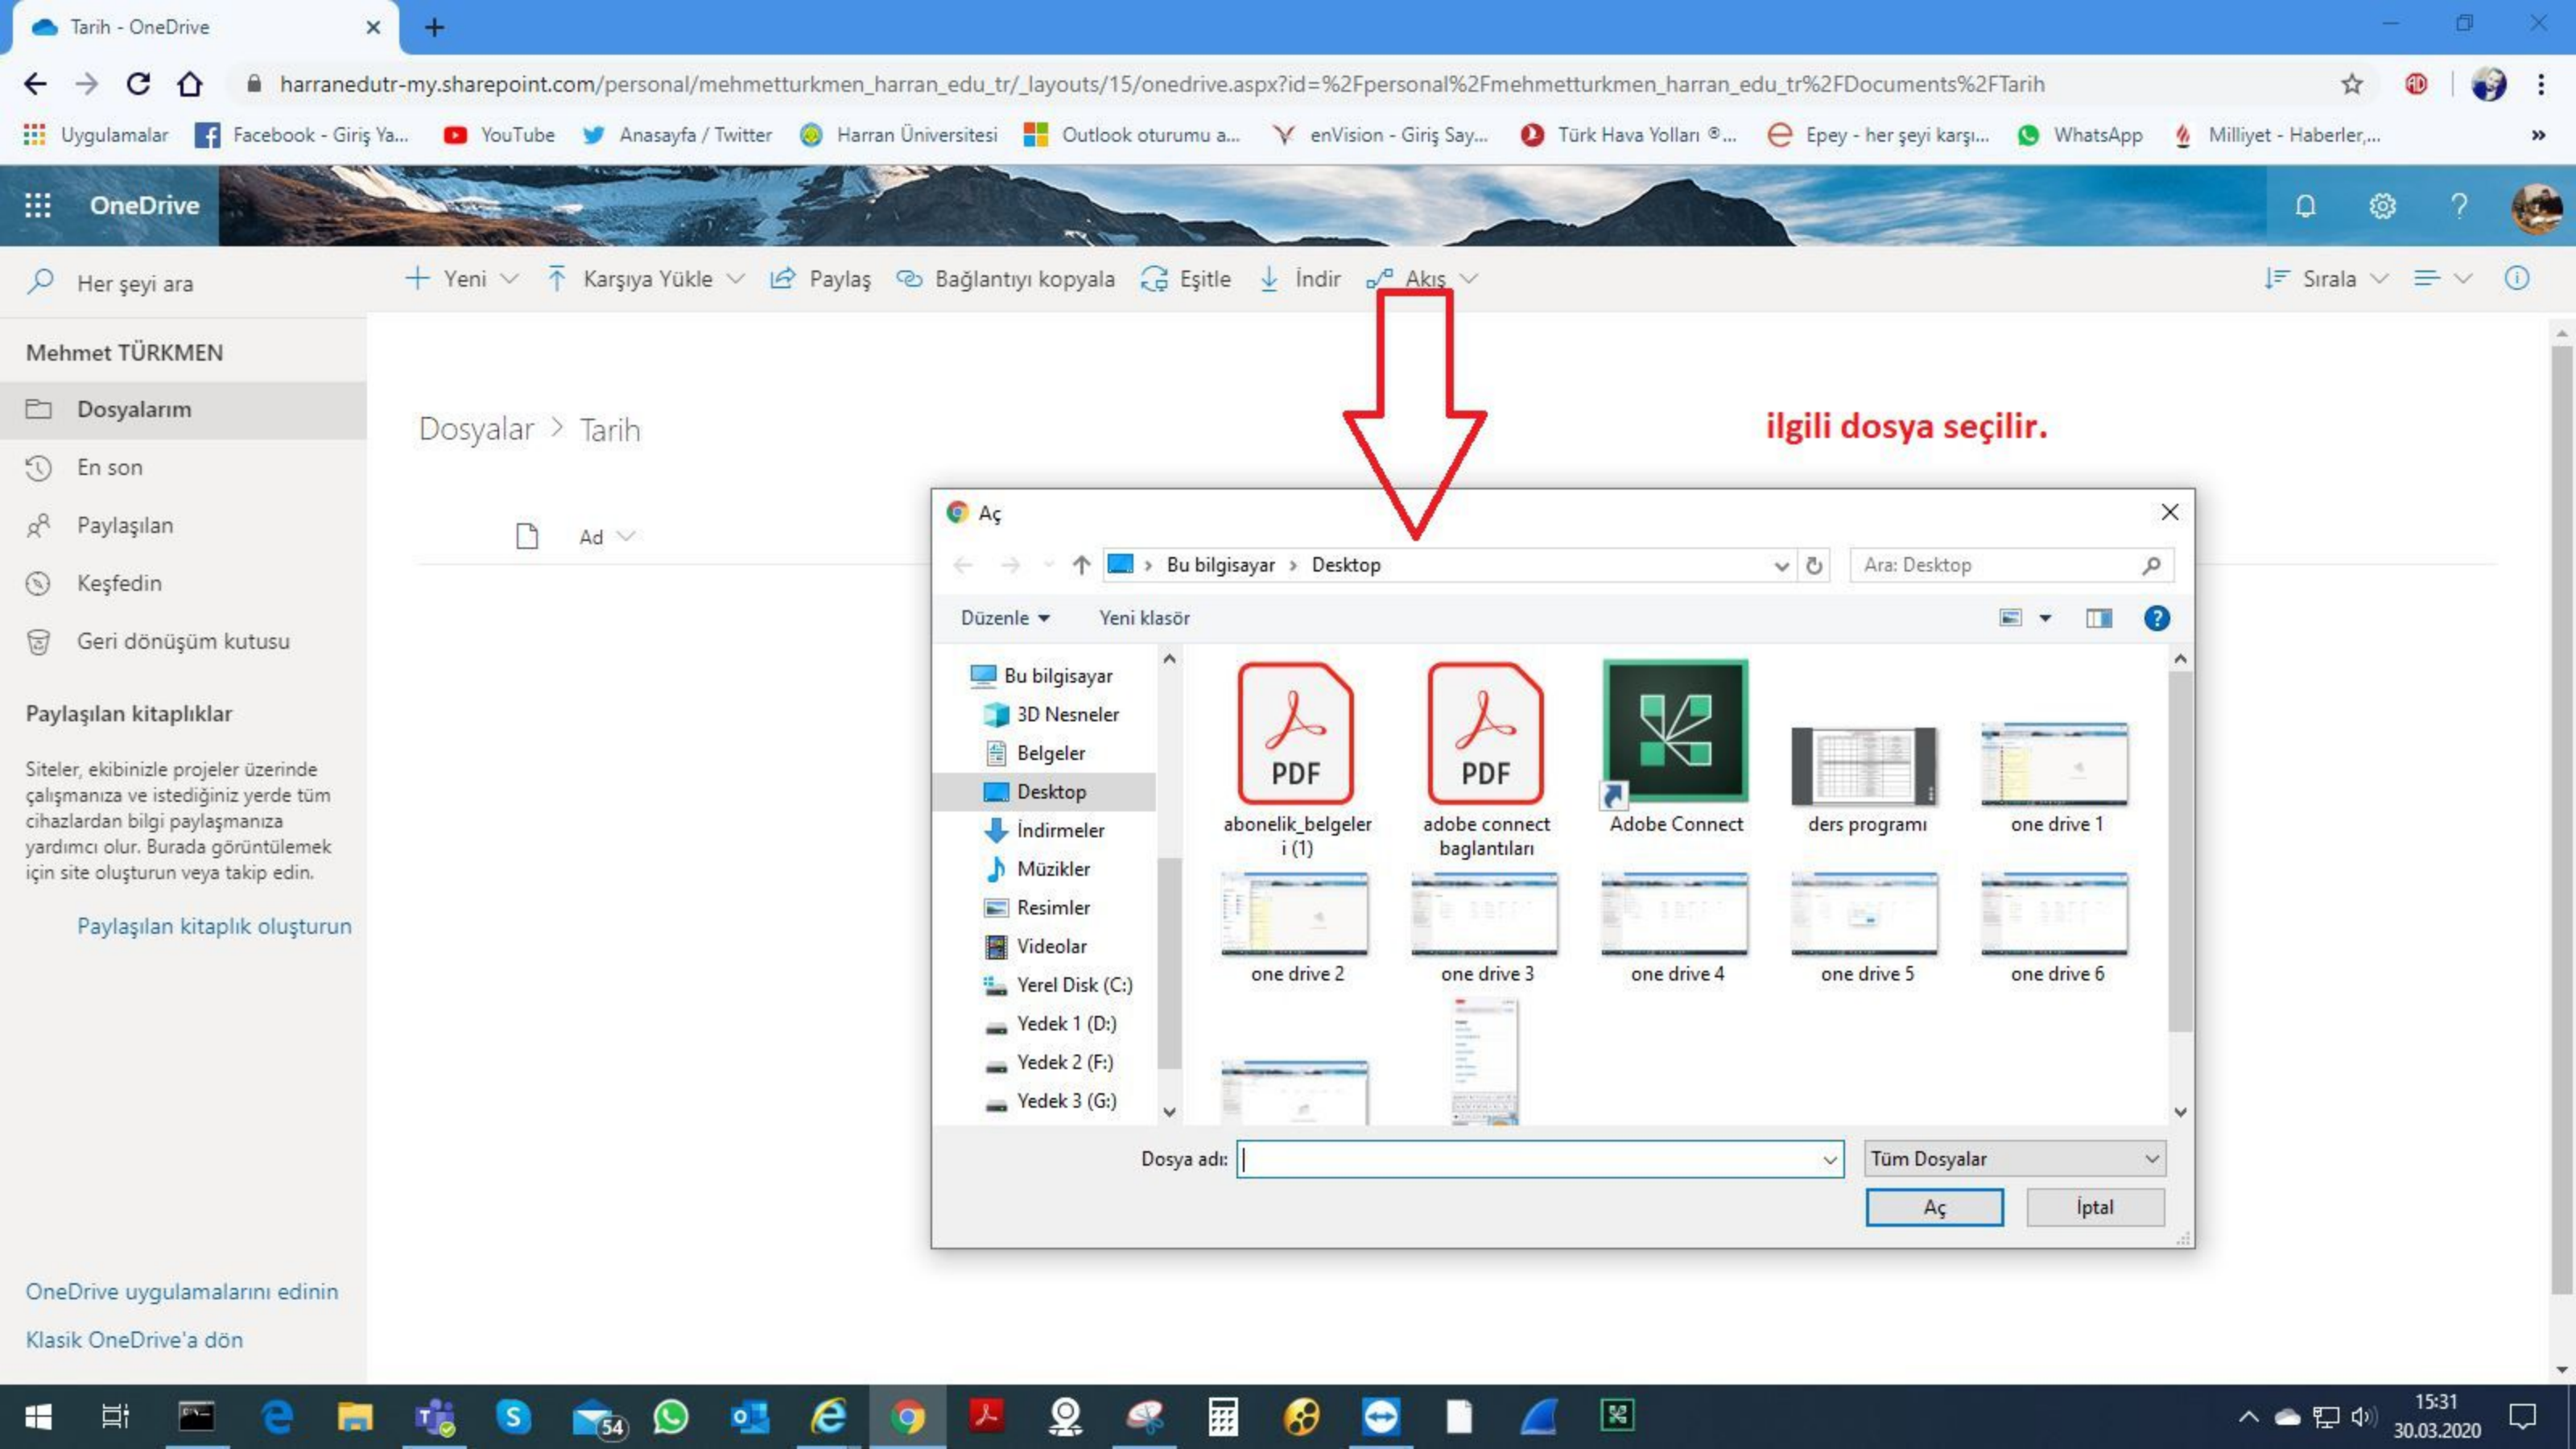 Tarih - OneDrive
harranedutr-my.sharepoint.com/personal/mehmetturkmen_harran_edu_tr/_layouts/15/onedrive.aspx?id=%2Fpersonal%2Fmehmetturkmen_harran_edu_tr%2FDocuments%2FTarih
Uygulamalar Facebook - Giriş Ya... YouTube Anasayfa / Twitter Harran Üniversitesi Outlook oturumu a... enVision - Giriş Say... Türk Hava Yolları ®... Epey - her şeyi karşı... WhatsApp Milliyet - Haberler,... »
OneDrive
Her şeyi ara
Yeni Karşıya Yükle Paylaş Bağlantıyı kopyala Eşitle İndir Akış Sırala
Mehmet TÜRKMEN
Dosyalarım
En son
Paylaşılan
Keşfedin
Geri dönüşüm kutusu
Paylaşılan kitaplıklar
Siteler, ekibinizle projeler üzerinde
çalışmanıza ve istediğiniz yerde tüm
cihazlardan bilgi paylaşmanıza
yardımcı olur. Burada görüntülemek
için site oluşturun veya takip edin.
Paylaşılan kitaplık oluşturun
OneDrive uygulamalarını edinin
Klasik OneDrive'a dön
Dosyalar > Tarih
Ad
ilgili dosya seçilir.
Aç
Bu bilgisayar > Desktop
Ara: Desktop
Düzenle Yeni klasör
Bu bilgisayar
3D Nesneler
Belgeler
Desktop
İndirmeler
Müzikler
Resimler
Videolar
Yerel Disk (C:)
Yedek 1 (D:)
Yedek 2 (F:)
Yedek 3 (G:)
PDF PDF
abonelik_belgeler adobe connect Adobe Connect ders programı one drive 1
i (1) baglantıları
one drive 2 one drive 3 one drive 4 one drive 5 one drive 6
Dosya adı:
Tüm Dosyalar
Aç İptal
54
15:31
30.03.2020